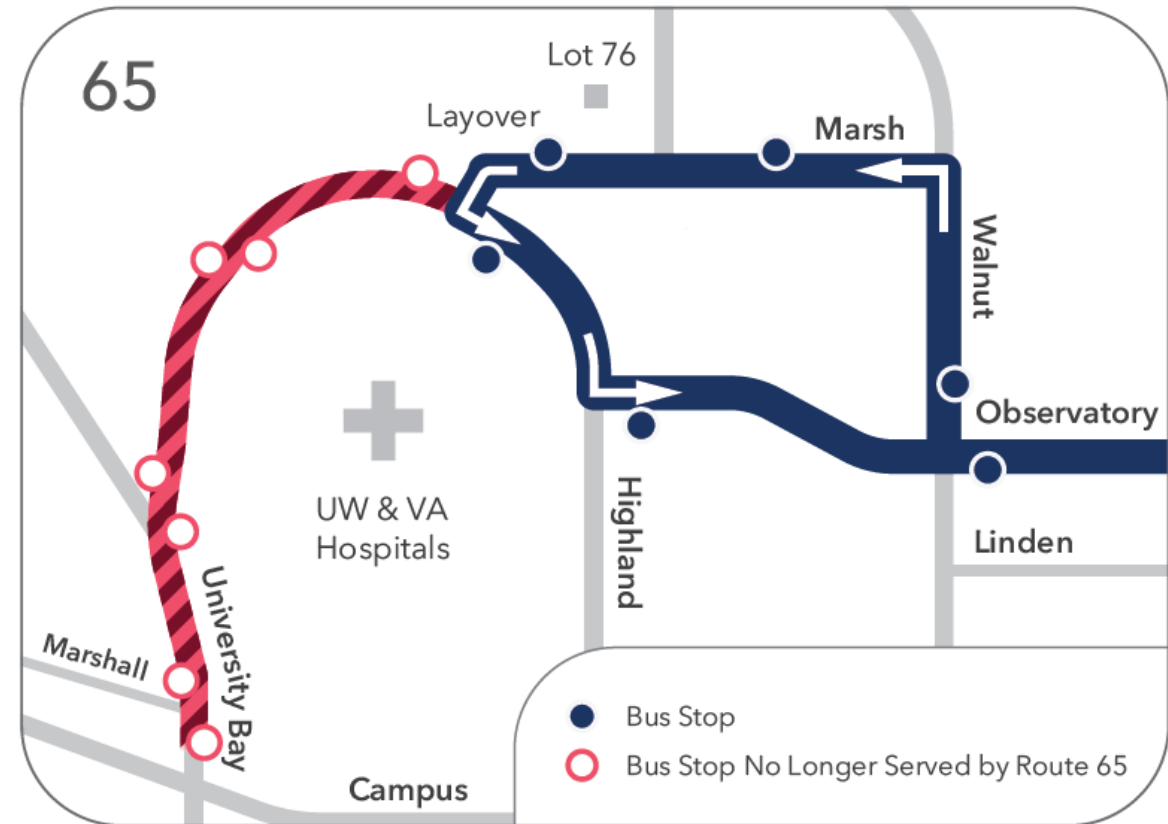 65
Lot 76
Layover
Marsh
Walnut
Observatory
UW & VA
Hospitals
Highland
Linden
University Bay
Marshall
Campus
Bus Stop
Bus Stop No Longer Served by Route 65